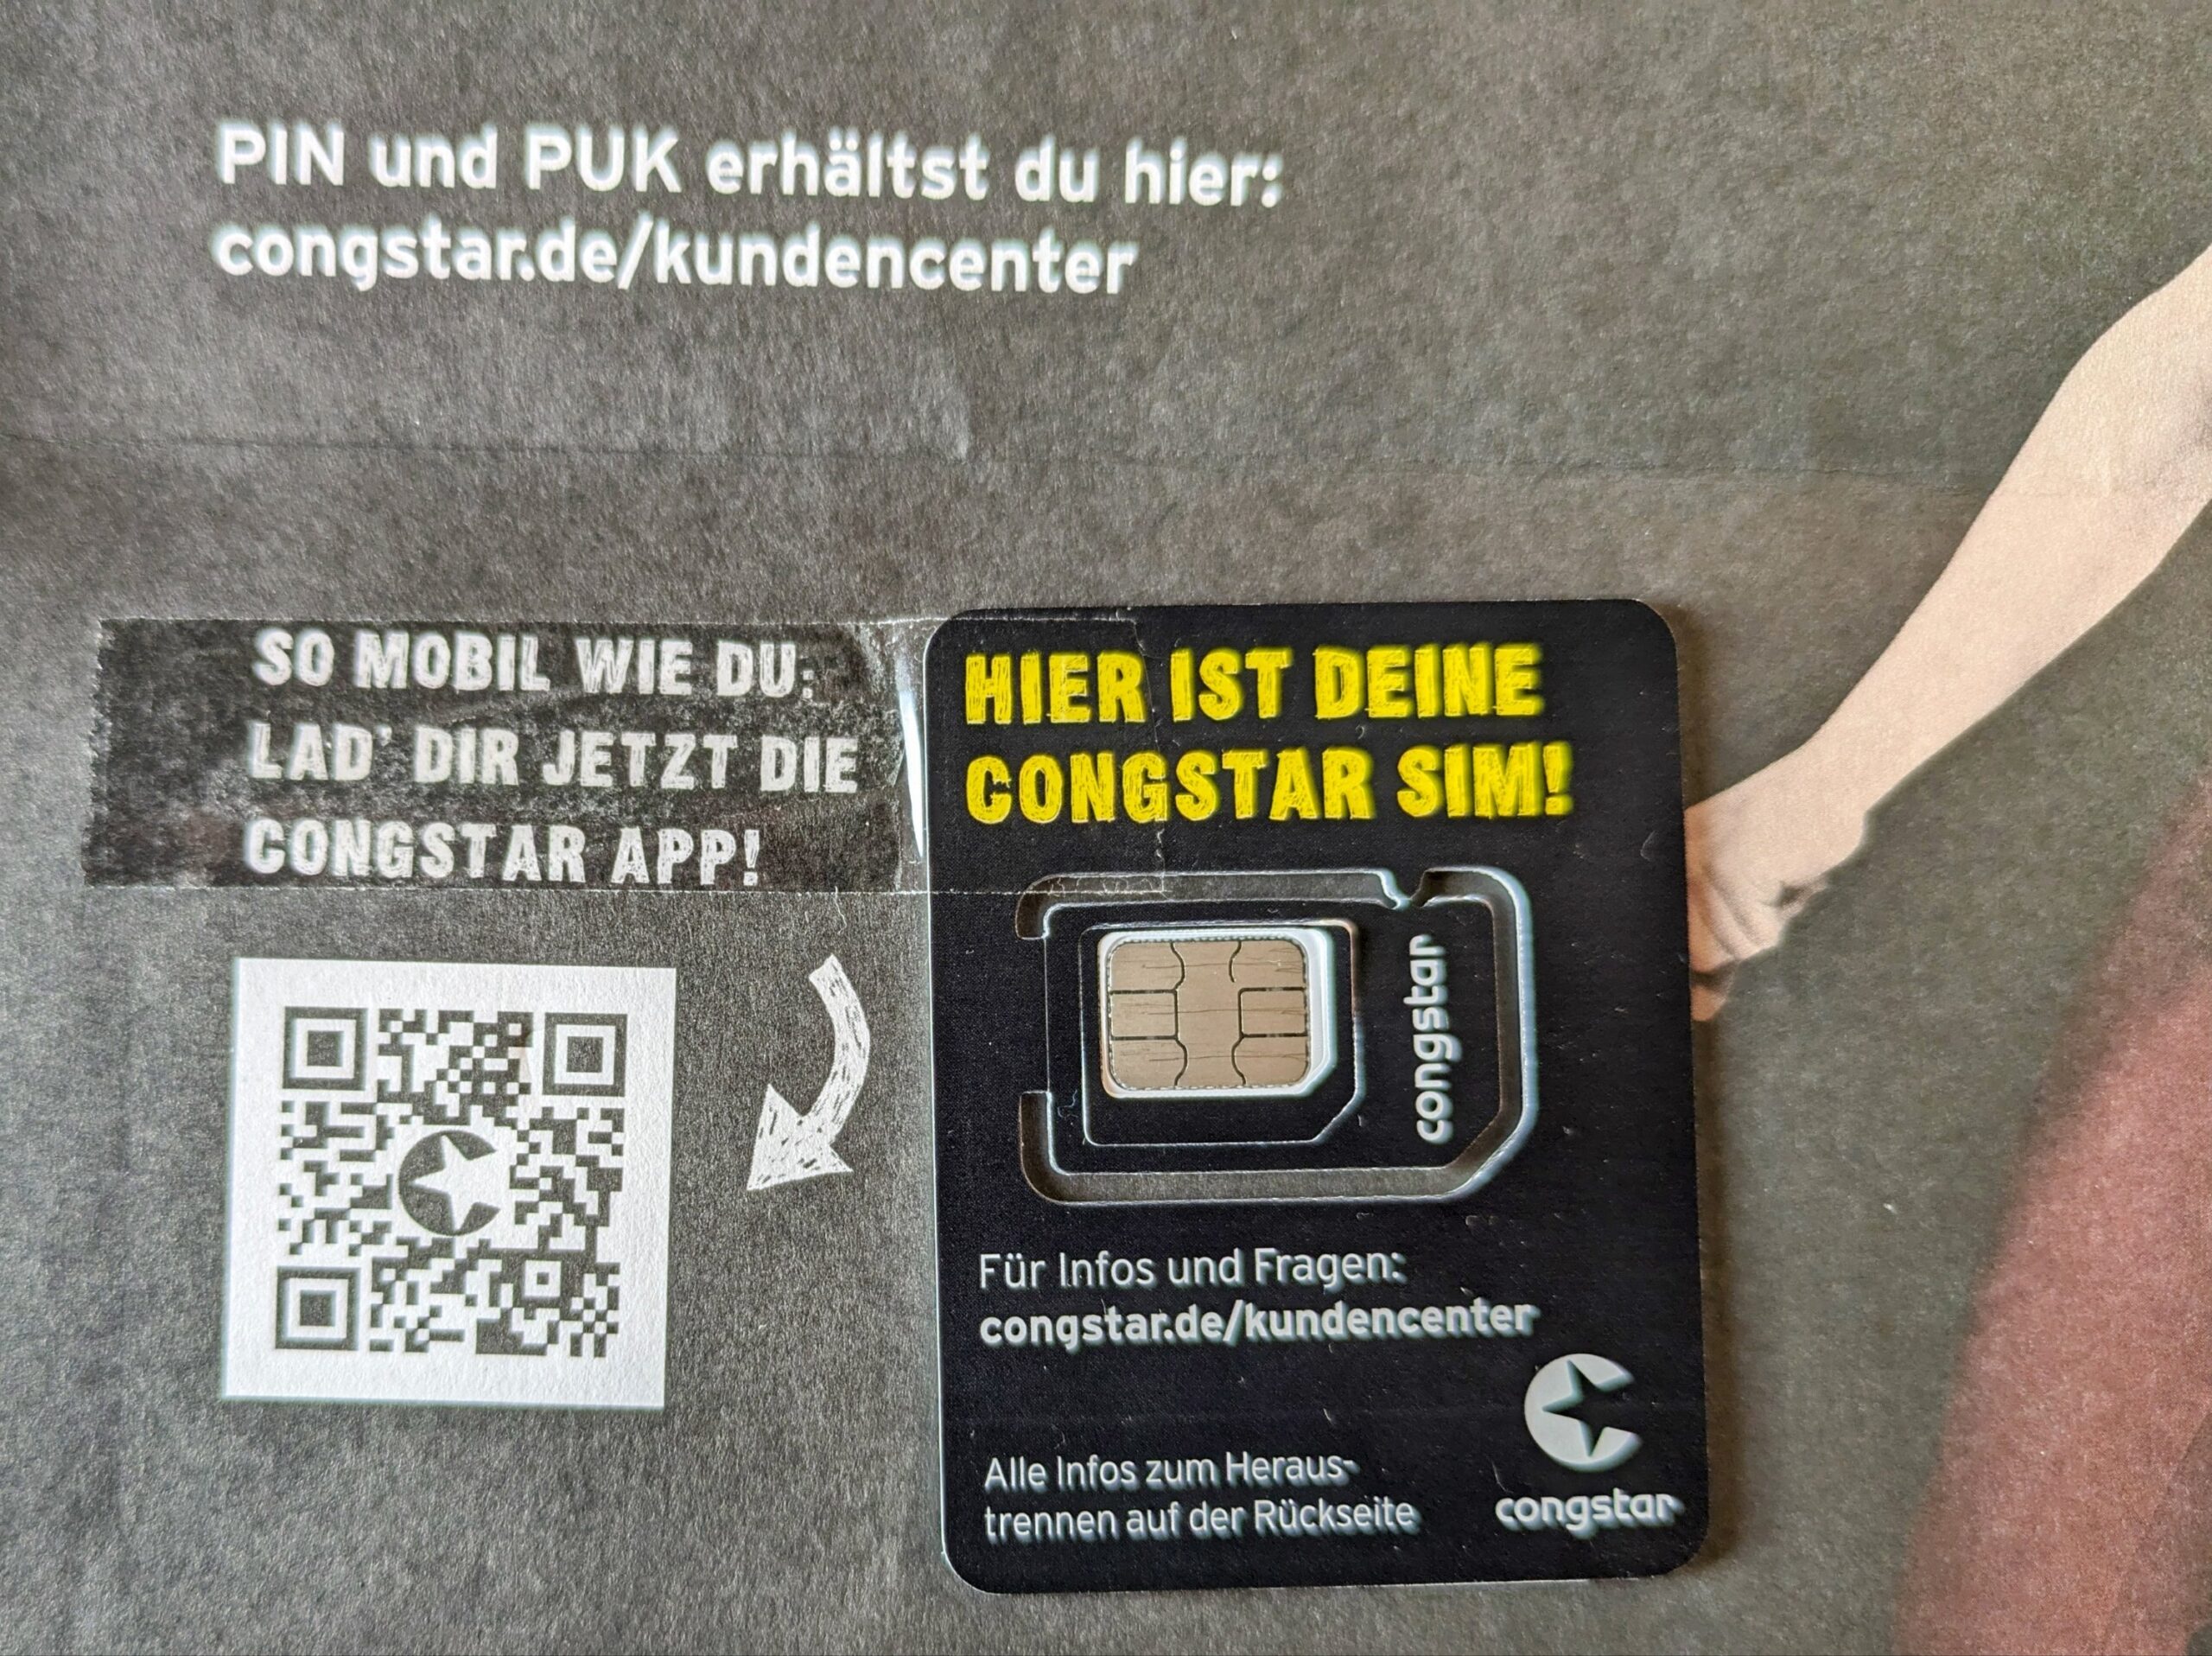 PIN und PUK erhältst du hier:
congstar.de/kundencenter
SO MOBIL WIE DU:
LAD' DIR JETZT DIE
CONGSTAR APP!
HIER IST DEINE
CONGSTAR SIM!
congstar
Für Infos und Fragen:
congstar.de/kundencenter
Alle Infos zum Heraus-
trennen auf der Rückseite
congstar